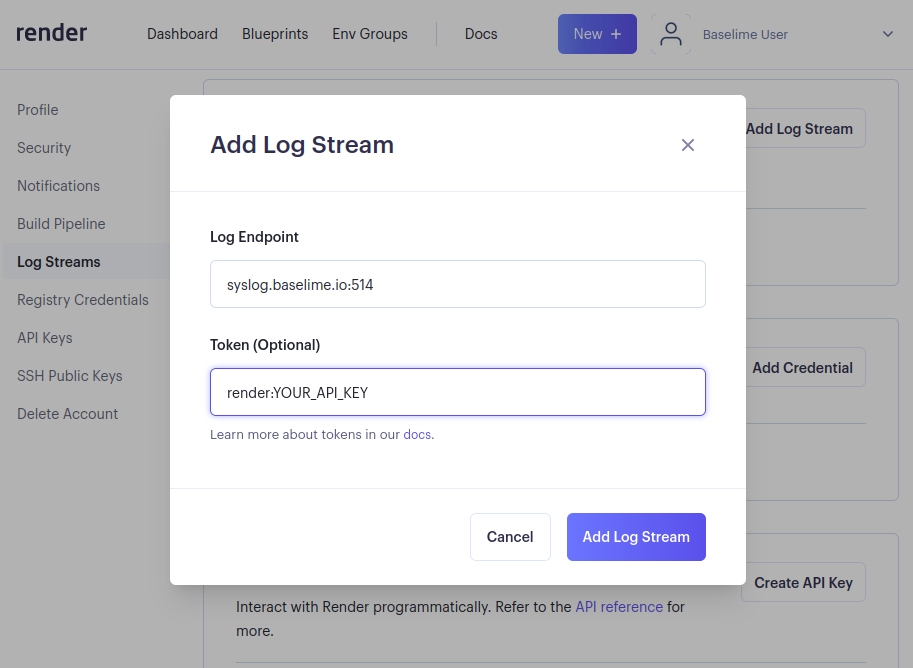 render
Dashboard
Blueprints
Env Groups
Docs
New +
Baselime User
Profile
Security
Notifications
Build Pipeline
Log Streams
Registry Credentials
API Keys
SSH Public Keys
Delete Account
Add Log Stream
Add Log Stream
Log Endpoint
syslog.baselime.io:514
Token (Optional)
render:YOUR_API_KEY
Learn more about tokens in our docs.
Cancel
Add Log Stream
Add Credential
Create API Key
Interact with Render programmatically. Refer to the API reference for
more.